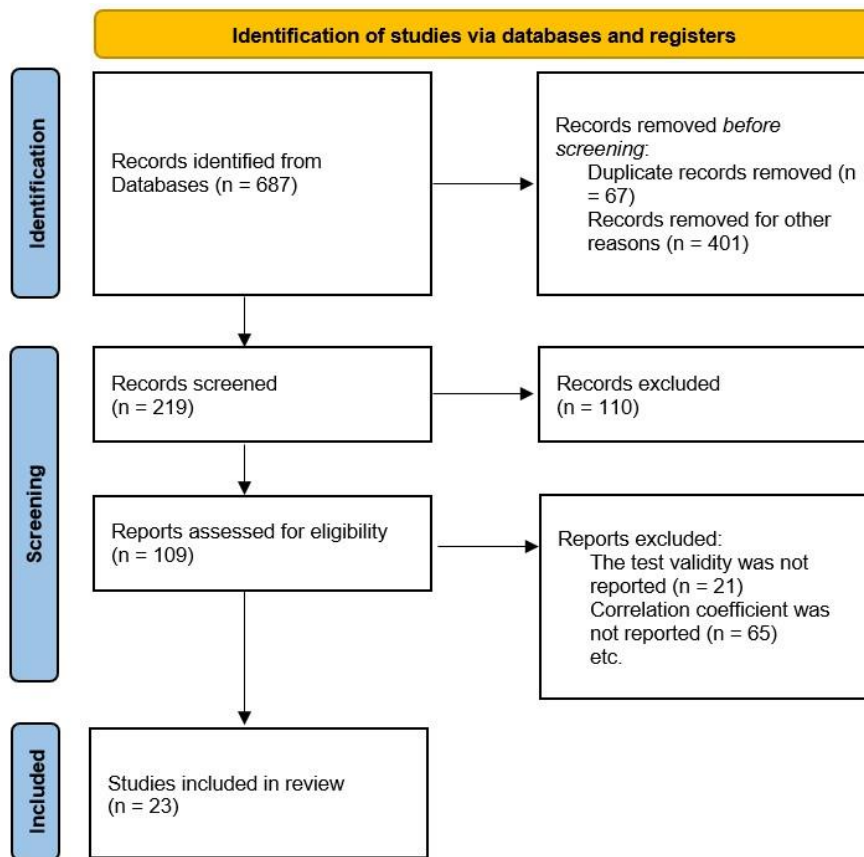 Identification of studies via databases and registers
Identification
Records identified from
Databases (n = 687)
Records removed before
screening:
Duplicate records removed (n
= 67)
Records removed for other
reasons (n = 401)
Screening
Records screened
(n = 219)
Records excluded
(n = 110)
Reports assessed for eligibility
(n = 109)
Reports excluded:
The test validity was not
reported (n = 21)
Correlation coefficient was
not reported (n = 65)
etc.
Included
Studies included in review
(n = 23)